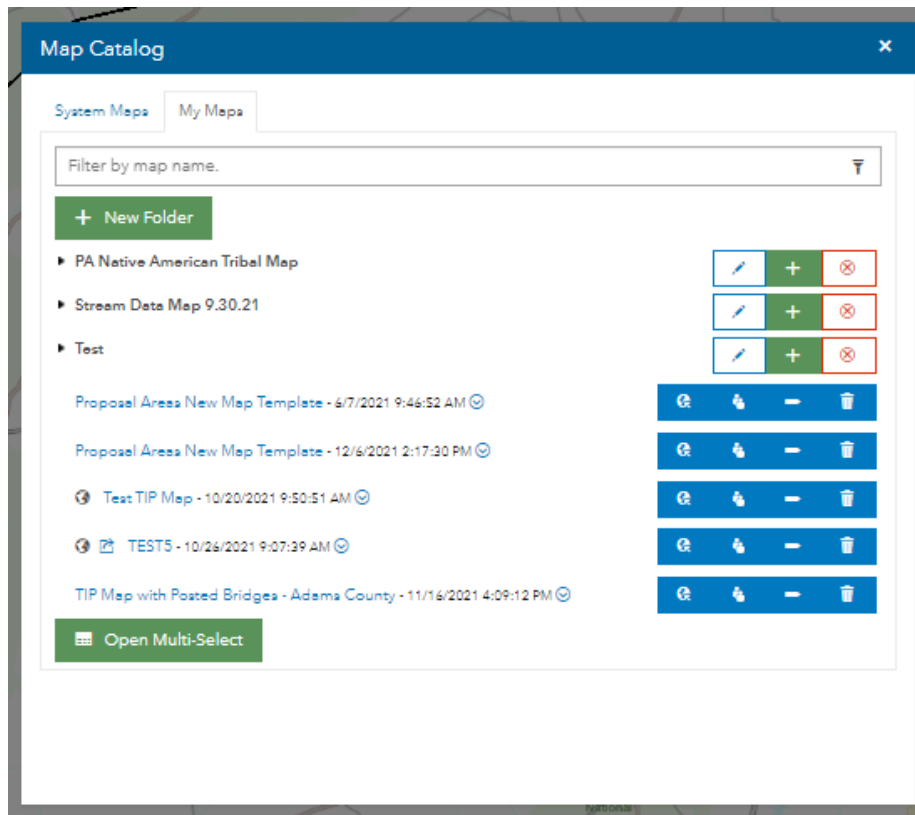 Map Catalog
System Maps My Maps
Filter by map name.
New Folder
PA Native American Tribal Map
Stream Data Map 9.30.21
Test
Proposal Areas New Map Template - 6/7/2021 9:46:52 AM
Proposal Areas New Map Template - 12/6/2021 2:17:30 PM
Test TIP Map - 10/20/2021 9:50:51 AM
TEST5 - 10/26/2021 9:07:39 AM
TIP Map with Posted Bridges - Adams County - 11/16/2021 4:09:12 PM
Open Multi-Select
National